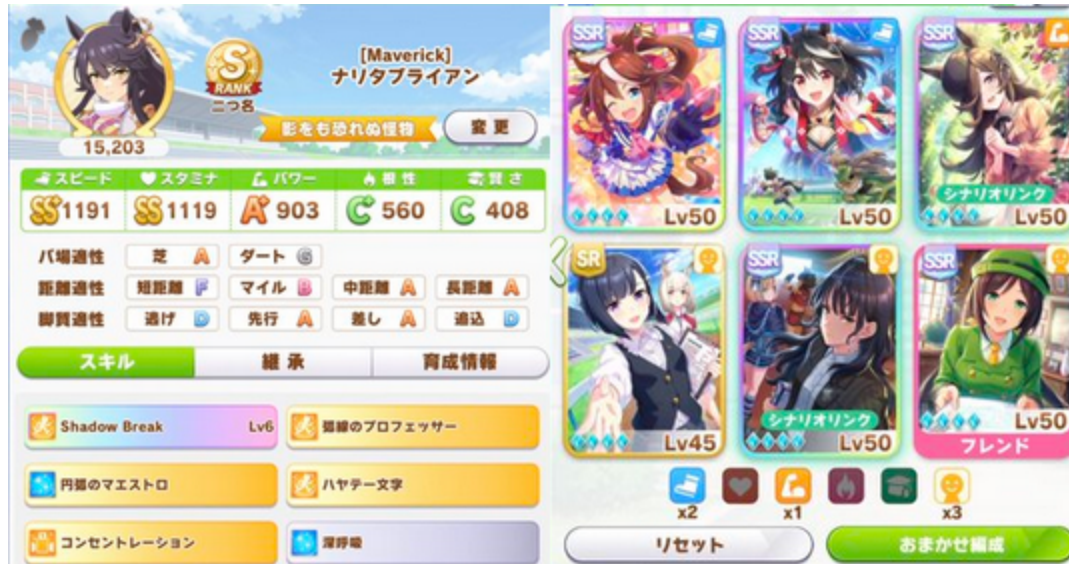 S
RANK
二つ名
[Maverick]
ナリタブライアン
影をも恐れぬ怪物
変更
15,203
スピード スタミナ パワー 根性 賢さ
SS+ 1191 SS 1119 A+ 903 C+ 560 C 408
バ場適性 芝 A ダート G
距離適性 短距離 F マイル B 中距離 A 長距離 A
脚質適性 逃げ D 先行 A 差し A 追込 D
スキル 継承 育成情報
Shadow Break Lv6 弧線のプロフェッサー
円弧のマエストロ ハヤテ一文字
コンセントレーション 深呼吸
SSR SSR SSR
シナリオリンク
Lv50 Lv50 Lv50
SR SSR SSR
シナリオリンク
Lv45 Lv50 Lv50
フレンド
x2 x1 x3
リセット おまかせ編成